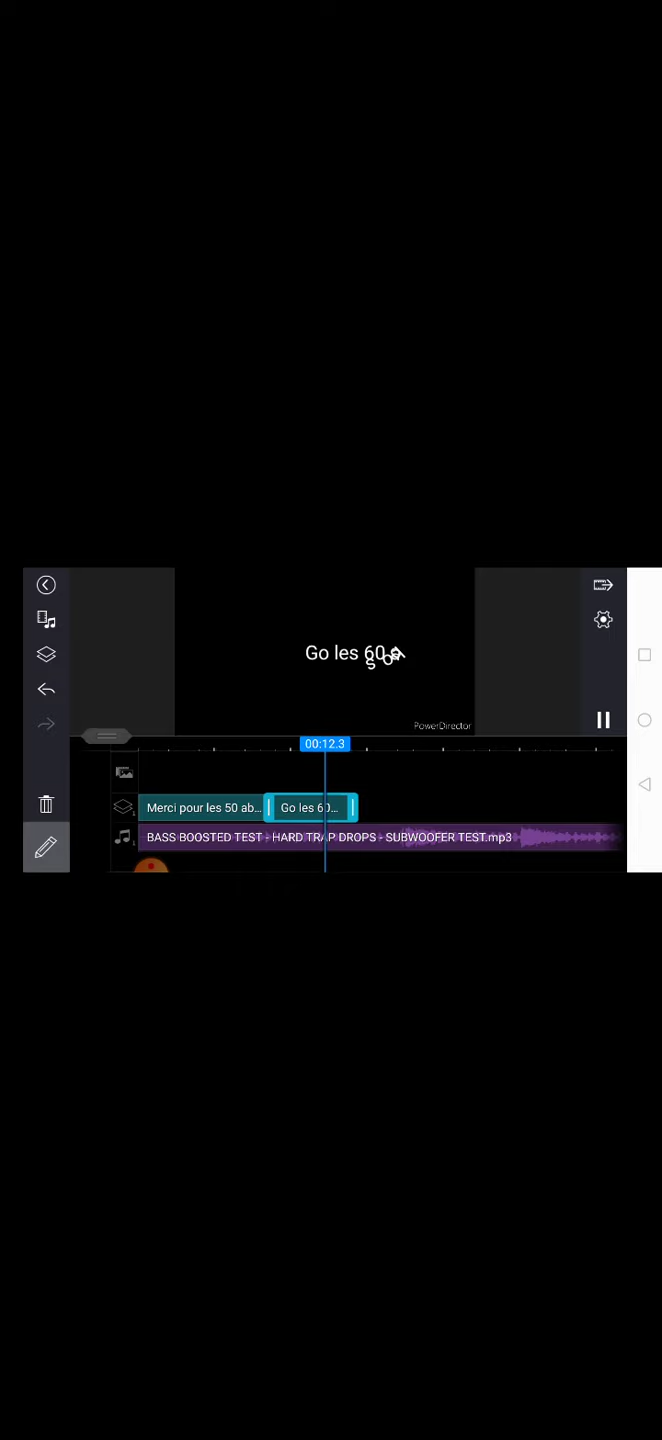 Go les 60
PowerDirector
00:12.3
Merci pour les 50 ab...
Go les 60...
BASS BOOSTED TEST - HARD TRAP DROPS - SUBWOOFER TEST.mp3